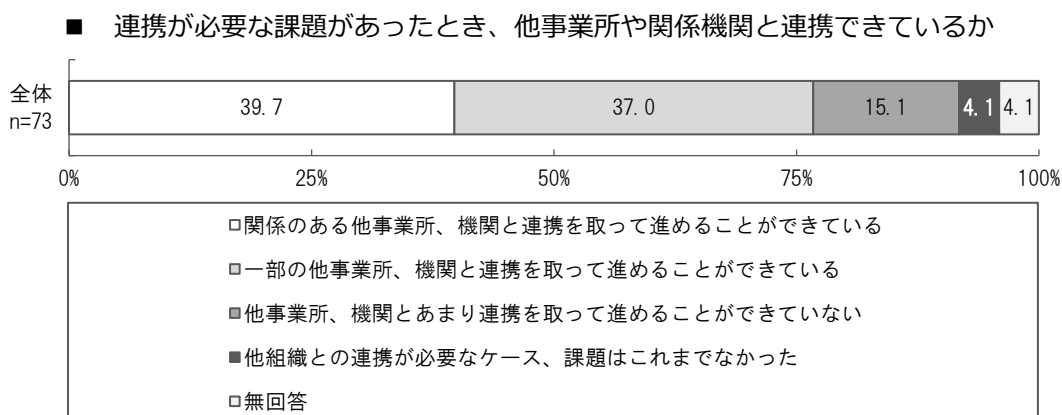 ■ 連携が必要な課題があったとき、他事業所や関係機関と連携できているか
全体
n=73
39.7
37.0
15.1
4.1
4.1
0%
25%
50%
75%
100%
□関係のある他事業所、機関と連携を取って進めることができている
□一部の他事業所、機関と連携を取って進めることができている
■他事業所、機関とあまり連携を取って進めることができていない
■他組織との連携が必要なケース、課題はこれまでなかった
□無回答